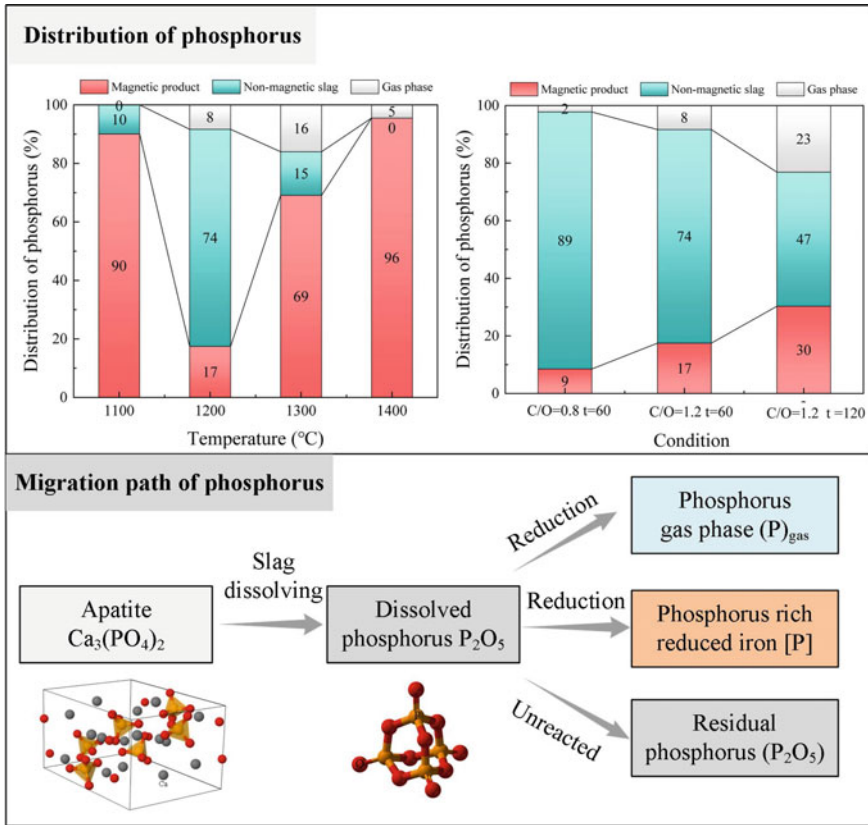 Distribution of phosphorus
Magnetic product Non-magnetic slag Gas phase
Distribution of phosphorus (%)
100
80
60
40
20
0
0
10
90
8
74
17
16
15
69
5
0
96
1100 1200 1300 1400
Temperature (°C)
Magnetic product Non-magnetic slag Gas phase
Distribution of phosphorus (%)
100
80
60
40
20
0
2
89
9
8
74
17
23
47
30
C/O=0.8 t=60 C/O=1.2 t=60 C/O=1.2 t =120
Condition
Migration path of phosphorus
Apatite
Ca₃(PO₄)₂
Slag
dissolving
Dissolved
phosphorus P₂O₅
Reduction
Phosphorus
gas phase (P)gas
Reduction
Phosphorus rich
reduced iron [P]
Unreacted
Residual
phosphorus (P₂O₅)
Ca